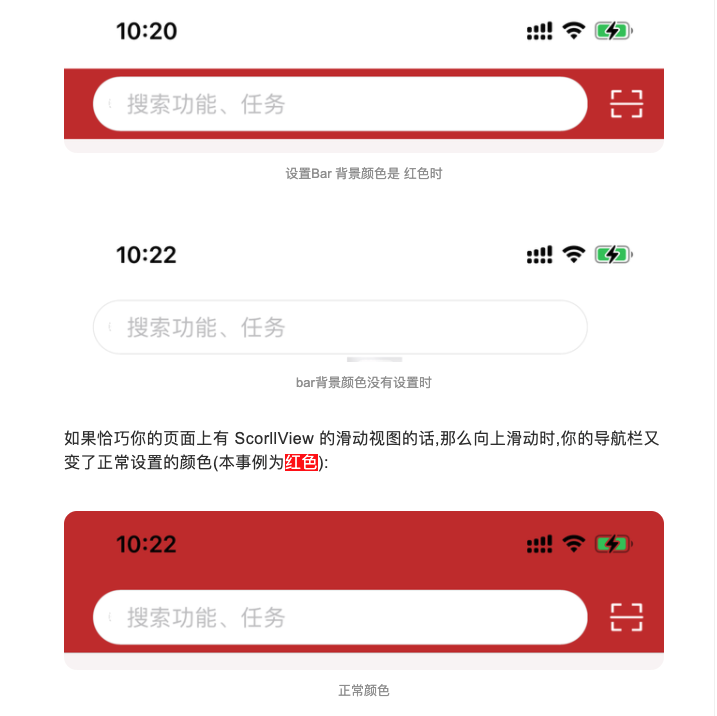 10:20
搜索功能、任务
设置Bar 背景颜色是 红色时
10:22
搜索功能、任务
bar背景颜色没有设置时
如果恰巧你的页面上有 ScorllView 的滑动视图的话,那么向上滑动时,你的导航栏又
变了正常设置的颜色(本事例为红色):
10:22
搜索功能、任务
正常颜色